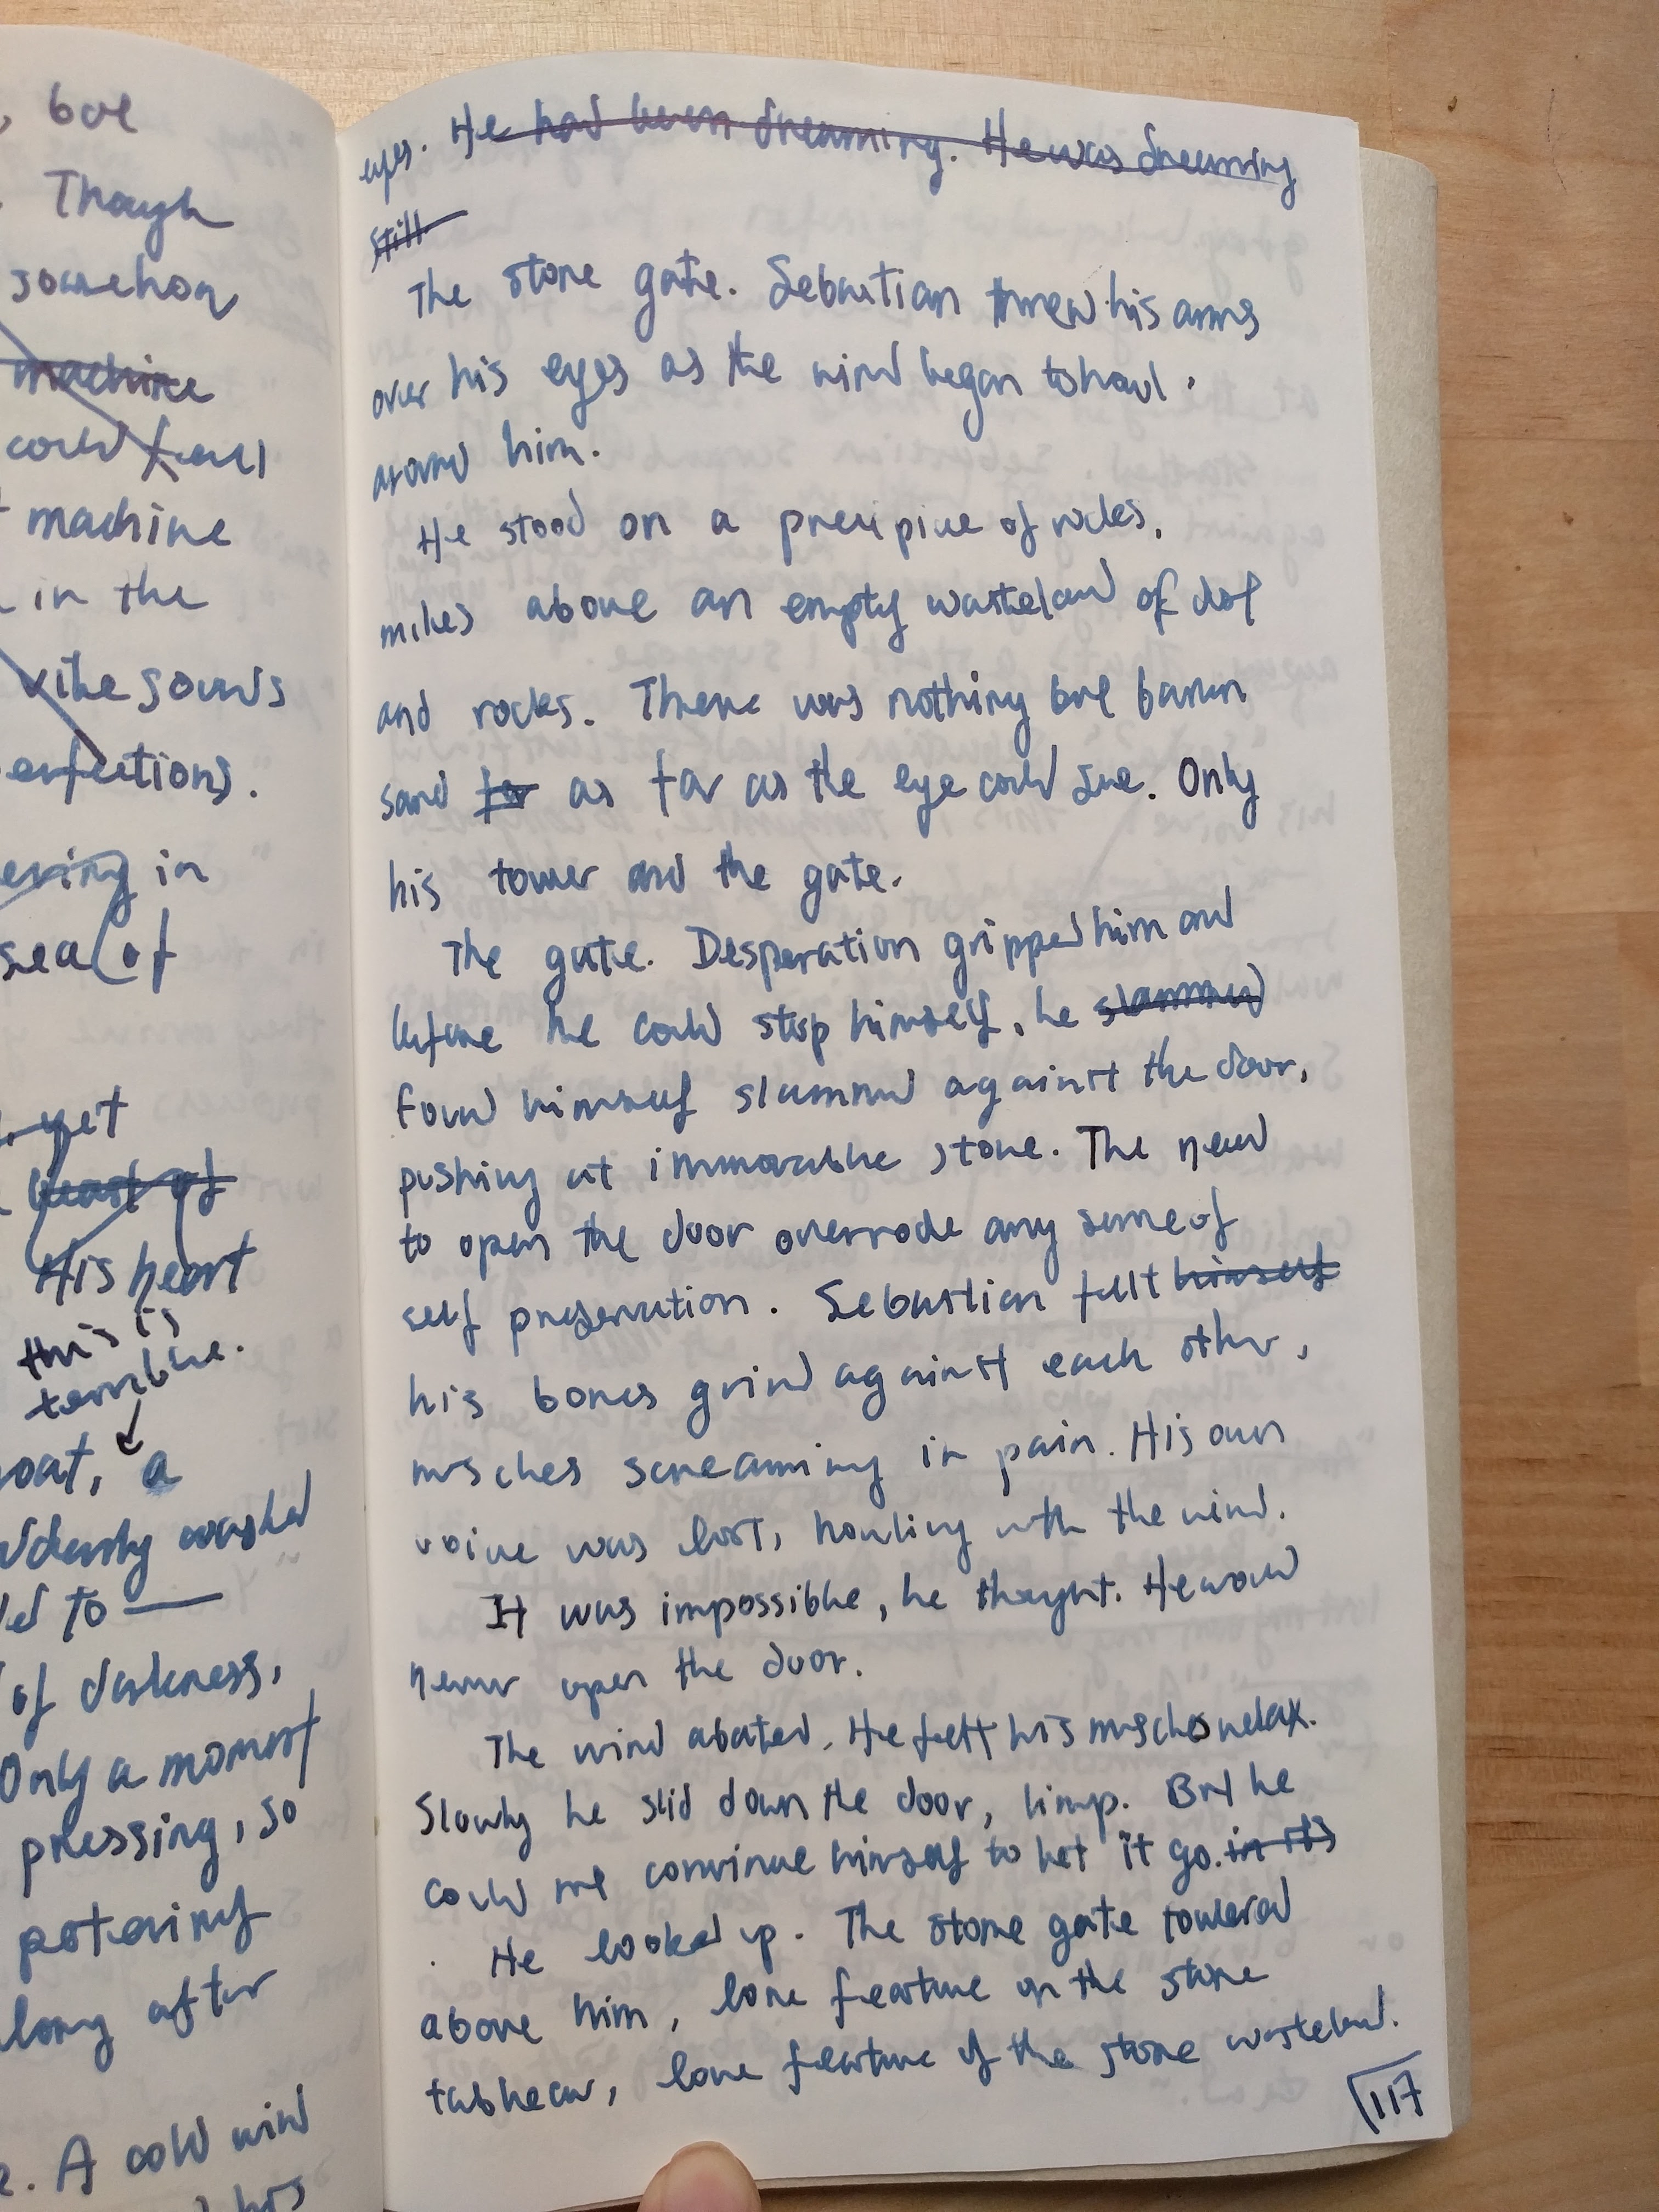 , but
. Though
somehow
machine
could feel
machine
in the
like sounds
erfections.
ering in
sea of
. yet
heart of
His heart
this is
terrible.
oat, a
uddenly washed
ded to —
of darkness,
Only a moment
pressing, so
long after
. A cold wind
his
eyes. He had been dreaming. He was dreaming
still
The stone gate. Sebastian threw his arms
over his eyes as the wind began to howl
around him.
He stood on a precipice of rocks,
miles above an empty wasteland of dust
and rocks. There was nothing but barren
sand far as far as the eye could see. Only
his tower and the gate.
The gate. Desperation gripped him and
before he could stop himself, he slammed
found himself slammed against the door,
pushing at immovable stone. The need
to open the door overrode any sense of
self preservation. Sebastian felt himself
his bones grind against each other,
muscles screaming in pain. His own
voice was lost, howling with the wind.
It was impossible, he thought. He would
never open the door.
The wind abated. He felt his muscles relax.
Slowly he slid down the door, limp. But he
could not convince himself to let it go. in its
He looked up. The stone gate towered
above him, lone feature on the stone
tableau, lone feature of the stone wasteland.
117